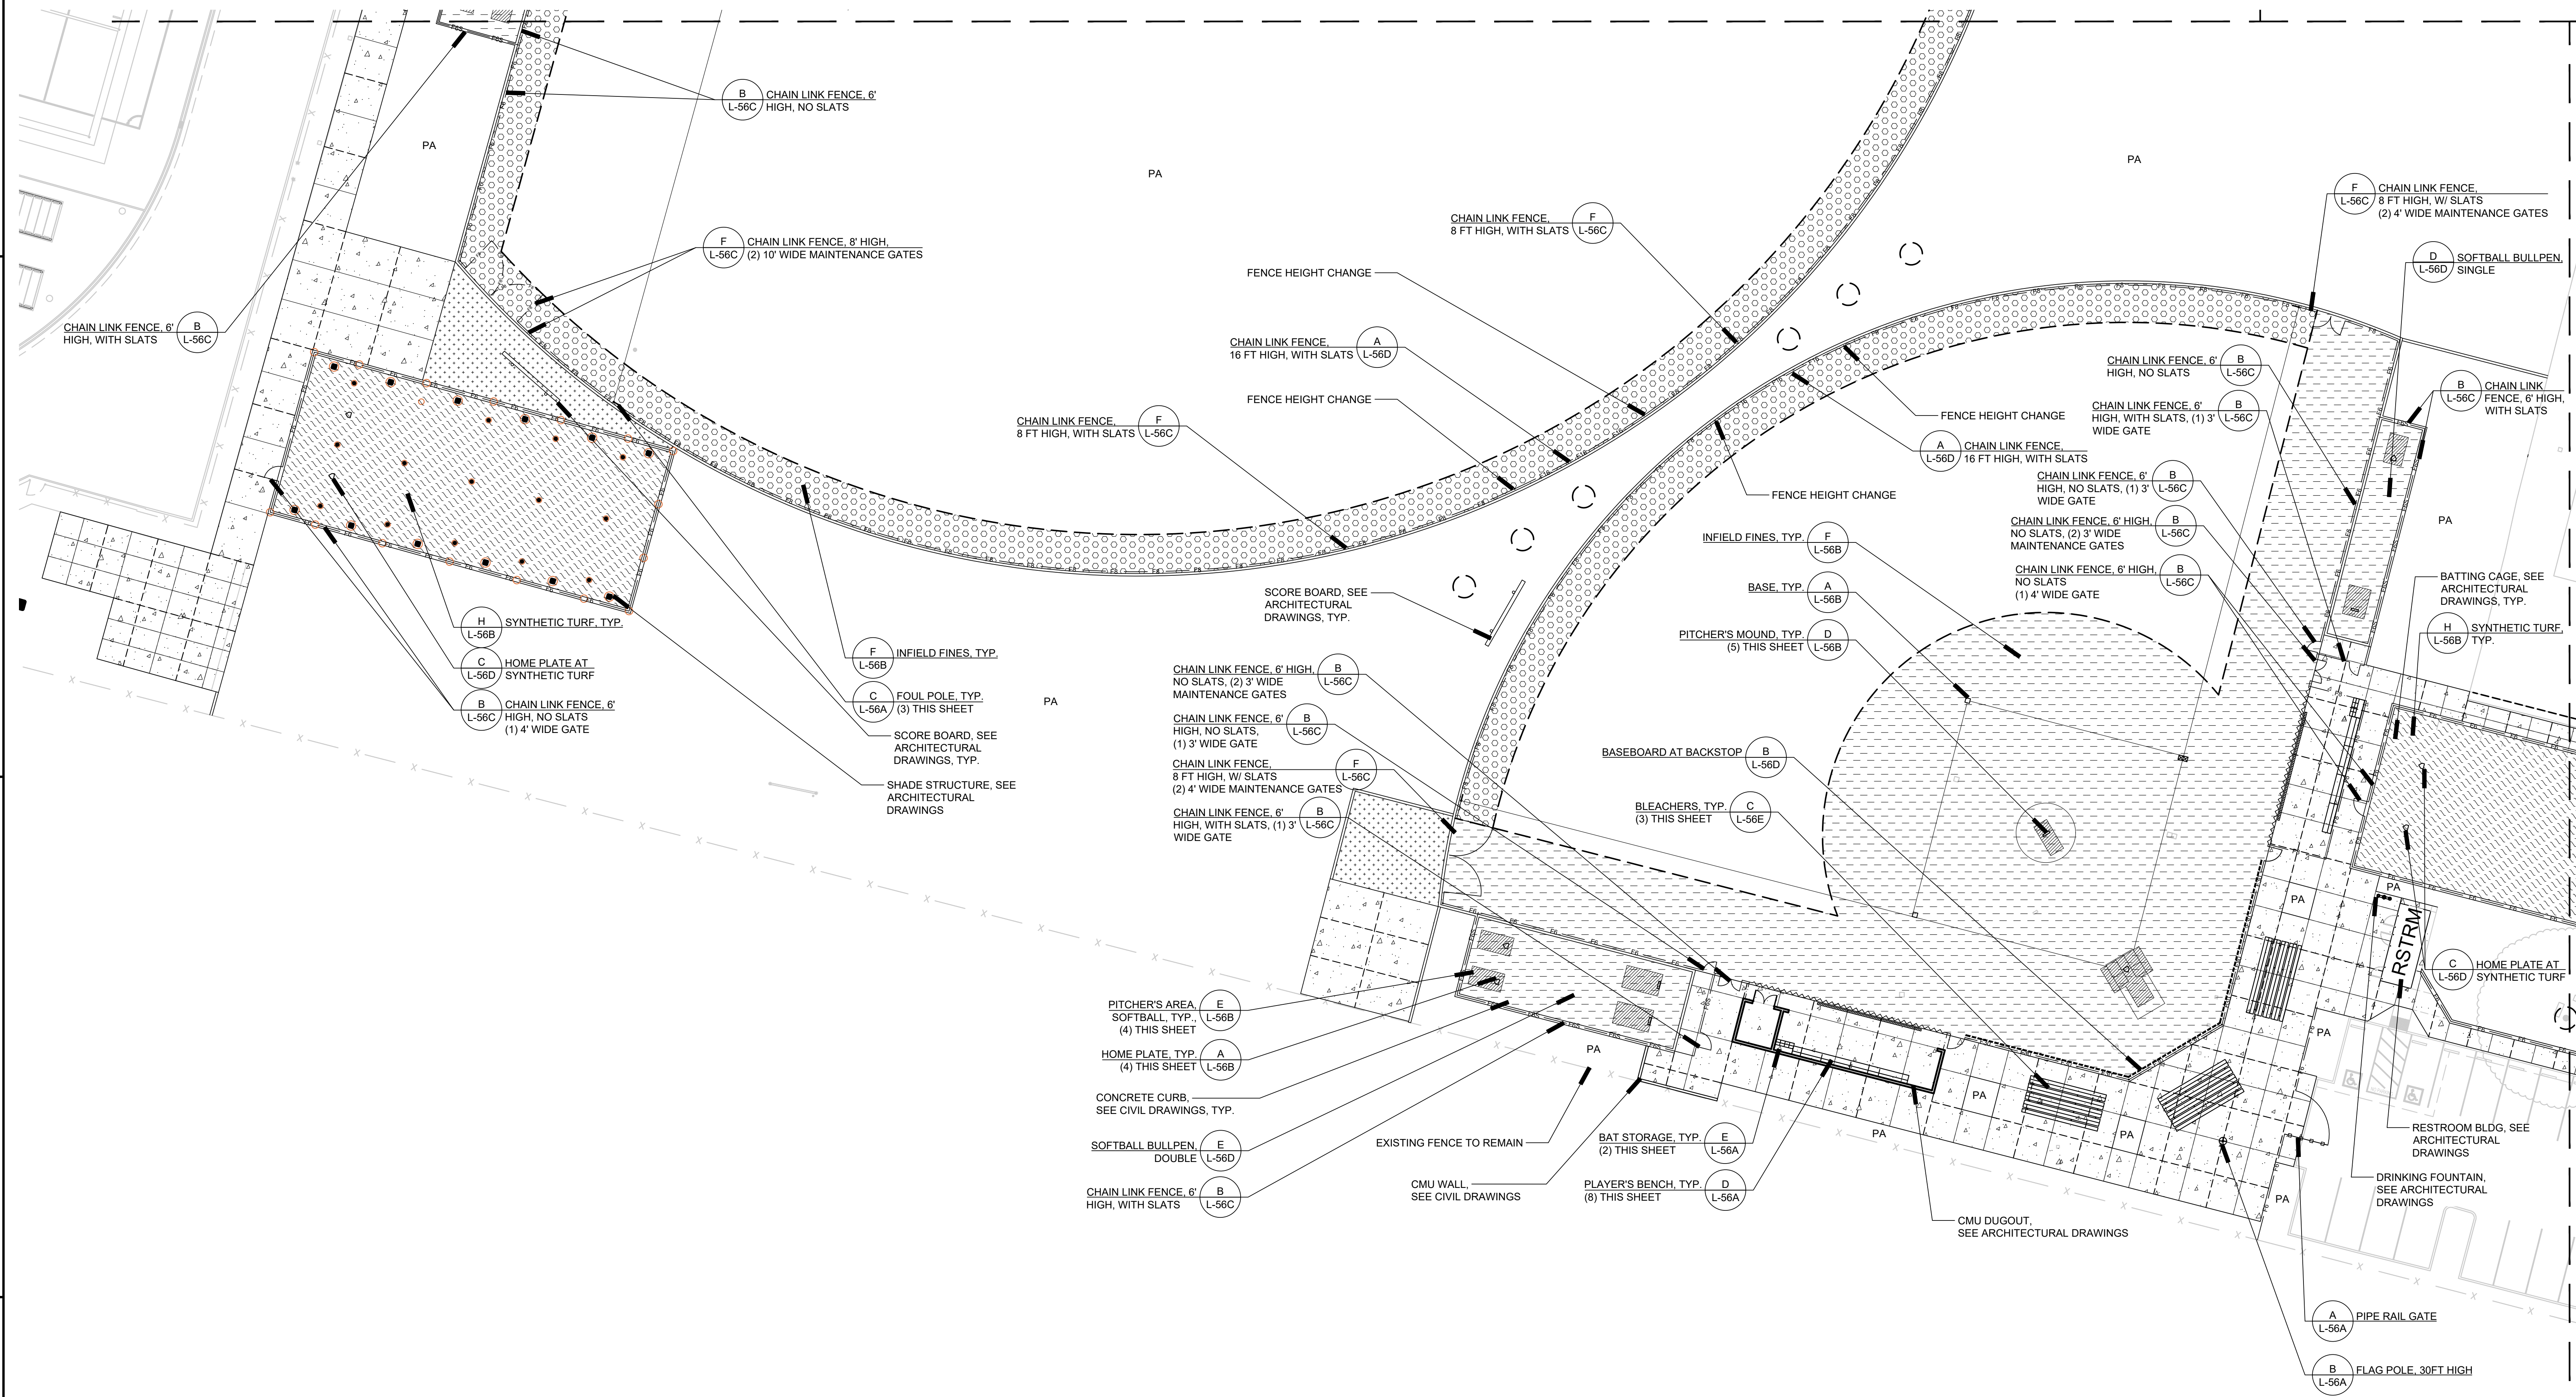 B
L-56C
CHAIN LINK FENCE, 6'
HIGH, NO SLATS
PA
PA
PA
F
L-56C
CHAIN LINK FENCE, 8' HIGH,
(2) 10' WIDE MAINTENANCE GATES
CHAIN LINK FENCE, 6'
HIGH, WITH SLATS
B
L-56C
CHAIN LINK FENCE,
8 FT HIGH, WITH SLATS
F
L-56C
FENCE HEIGHT CHANGE
CHAIN LINK FENCE,
16 FT HIGH, WITH SLATS
A
L-56D
FENCE HEIGHT CHANGE
CHAIN LINK FENCE,
8 FT HIGH, WITH SLATS
F
L-56C
F
L-56C
CHAIN LINK FENCE,
8 FT HIGH, W/ SLATS
(2) 4' WIDE MAINTENANCE GATES
D
L-56D
SOFTBALL BULLPEN,
SINGLE
CHAIN LINK FENCE, 6'
HIGH, NO SLATS
B
L-56C
B
L-56C
CHAIN LINK
FENCE, 6' HIGH,
WITH SLATS
CHAIN LINK FENCE, 6'
HIGH, WITH SLATS, (1) 3'
WIDE GATE
B
L-56C
FENCE HEIGHT CHANGE
A
L-56D
CHAIN LINK FENCE,
16 FT HIGH, WITH SLATS
CHAIN LINK FENCE, 6'
HIGH, NO SLATS, (1) 3'
WIDE GATE
B
L-56C
FENCE HEIGHT CHANGE
CHAIN LINK FENCE, 6' HIGH,
NO SLATS, (2) 3' WIDE
MAINTENANCE GATES
B
L-56C
PA
INFIELD FINES, TYP.
F
L-56B
CHAIN LINK FENCE, 6' HIGH,
NO SLATS
(1) 4' WIDE GATE
B
L-56C
BATTING CAGE, SEE
ARCHITECTURAL
DRAWINGS, TYP.
BASE, TYP.
A
L-56B
SCORE BOARD, SEE
ARCHITECTURAL
DRAWINGS, TYP.
PITCHER'S MOUND, TYP.
(5) THIS SHEET
D
L-56B
H
L-56B
SYNTHETIC TURF,
TYP.
H
L-56B
SYNTHETIC TURF, TYP.
C
L-56D
HOME PLATE AT
SYNTHETIC TURF
B
L-56C
CHAIN LINK FENCE, 6'
HIGH, NO SLATS
(1) 4' WIDE GATE
F
L-56B
INFIELD FINES, TYP.
C
L-56A
FOUL POLE, TYP.
(3) THIS SHEET
PA
SCORE BOARD, SEE
ARCHITECTURAL
DRAWINGS, TYP.
SHADE STRUCTURE, SEE
ARCHITECTURAL
DRAWINGS
CHAIN LINK FENCE, 6' HIGH,
NO SLATS, (2) 3' WIDE
MAINTENANCE GATES
B
L-56C
CHAIN LINK FENCE, 6'
HIGH, NO SLATS,
(1) 3' WIDE GATE
B
L-56C
CHAIN LINK FENCE,
8 FT HIGH, W/ SLATS
(2) 4' WIDE MAINTENANCE GATES
F
L-56C
CHAIN LINK FENCE, 6'
HIGH, WITH SLATS, (1) 3'
WIDE GATE
B
L-56C
BASEBOARD AT BACKSTOP
B
L-56D
BLEACHERS, TYP.
(3) THIS SHEET
C
L-56E
PA
PA
RSTRM
C
L-56D
HOME PLATE AT
SYNTHETIC TURF
PITCHER'S AREA,
SOFTBALL, TYP.,
(4) THIS SHEET
E
L-56B
HOME PLATE, TYP.
(4) THIS SHEET
A
L-56B
CONCRETE CURB,
SEE CIVIL DRAWINGS, TYP.
SOFTBALL BULLPEN,
DOUBLE
E
L-56D
CHAIN LINK FENCE, 6'
HIGH, WITH SLATS
B
L-56C
PA
EXISTING FENCE TO REMAIN
CMU WALL,
SEE CIVIL DRAWINGS
BAT STORAGE, TYP.
(2) THIS SHEET
E
L-56A
PLAYER'S BENCH, TYP.
(8) THIS SHEET
D
L-56A
PA
PA
PA
PA
PA
CMU DUGOUT,
SEE ARCHITECTURAL DRAWINGS
RESTROOM BLDG, SEE
ARCHITECTURAL
DRAWINGS
DRINKING FOUNTAIN,
SEE ARCHITECTURAL
DRAWINGS
A
L-56A
PIPE RAIL GATE
B
L-56A
FLAG POLE, 30FT HIGH